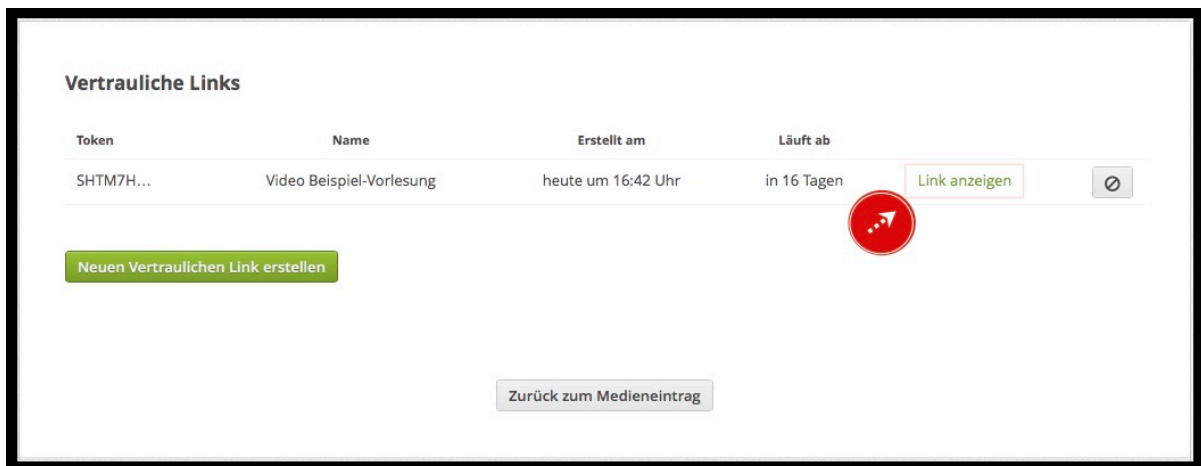 Vertrauliche Links
Token Name Erstellt am Läuft ab
SHTM7H... Video Beispiel-Vorlesung heute um 16:42 Uhr in 16 Tagen Link anzeigen
Neuen Vertraulichen Link erstellen
Zurück zum Medieneintrag